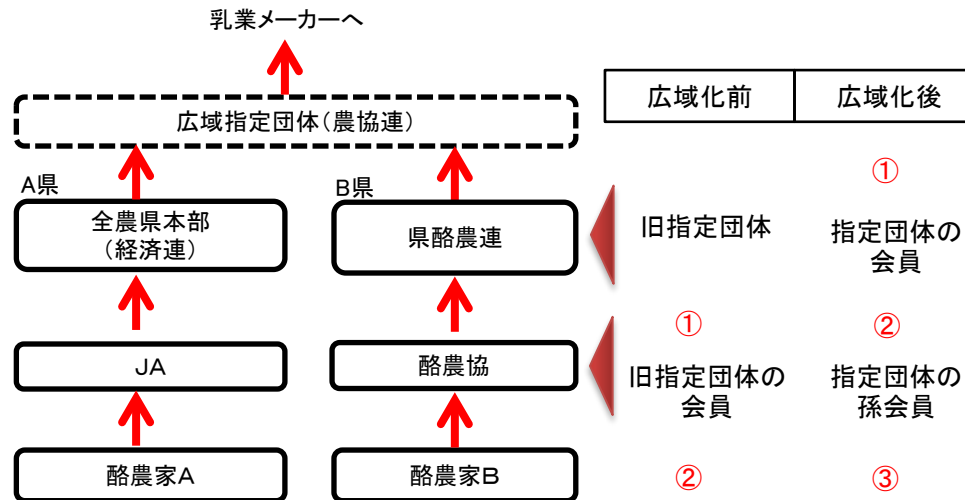 乳業メーカーへ
広域化前
広域化後
広域指定団体(農協連)
①
A県
B県
全農県本部
(経済連)
県酪農連
旧指定団体
指定団体の
会員
①
②
JA
酪農協
旧指定団体の
会員
指定団体の
孫会員
酪農家A
酪農家B
②
③